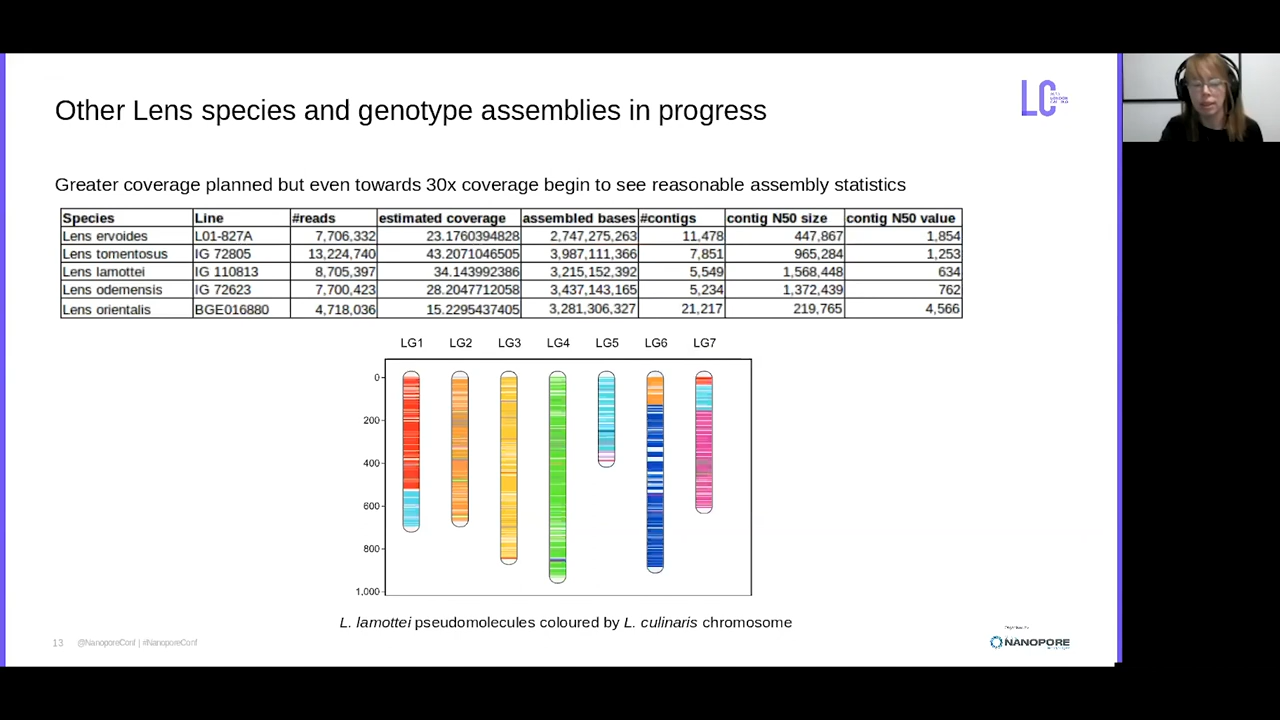 LC
Other Lens species and genotype assemblies in progress
Greater coverage planned but even towards 30x coverage begin to see reasonable assembly statistics
Species Line #reads estimated coverage assembled bases #contigs contig N50 size contig N50 value
Lens ervoides L01-827A 7,706,332 23.1760394828 2,747,275,263 11,478 447,867 1,854
Lens tomentosus IG 72805 13,224,740 43.2071046505 3,987,111,366 7,851 965,284 1,253
Lens lamottei IG 110813 8,705,397 34.143992386 3,215,152,392 5,549 1,568,448 634
Lens odemensis IG 72623 7,700,423 28.2047712058 3,437,143,165 5,234 1,372,439 762
Lens orientalis BGE016880 4,718,036 15.2295437405 3,281,306,327 21,217 219,765 4,566
LG1 LG2 LG3 LG4 LG5 LG6 LG7
0
200
400
600
800
1,000
L. lamottei pseudomolecules coloured by L. culinaris chromosome
13 @NanoporeConf | #NanoporeConf
NANOPORE